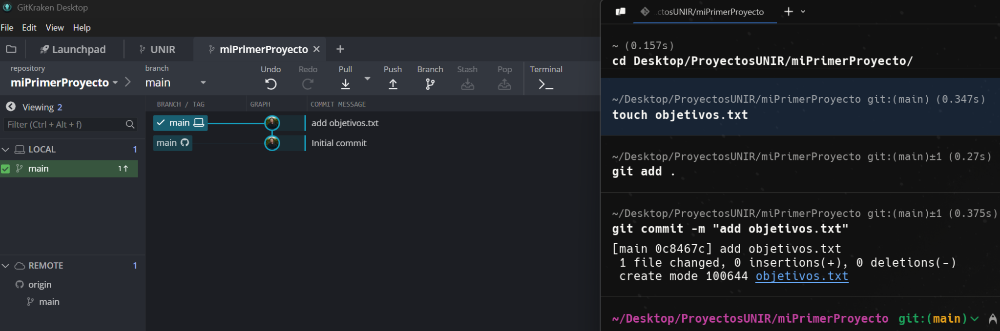 GitKraken Desktop
File Edit View Help
Launchpad UNIR miPrimerProyecto
repository branch Undo Redo Pull Push Branch Stash Pop Terminal
miPrimerProyecto main
Viewing 2
Filter (Ctrl + Alt + f)
LOCAL 1
main 1↑
REMOTE 1
origin
main
BRANCH / TAG GRAPH COMMIT MESSAGE
main add objetivos.txt
main Initial commit
.ctosUNIR/miPrimerProyecto
~ (0.157s)
cd Desktop/ProyectosUNIR/miPrimerProyecto/
~/Desktop/ProyectosUNIR/miPrimerProyecto git:(main) (0.347s)
touch objetivos.txt
~/Desktop/ProyectosUNIR/miPrimerProyecto git:(main)±1 (0.27s)
git add .
~/Desktop/ProyectosUNIR/miPrimerProyecto git:(main)±1 (0.375s)
git commit -m "add objetivos.txt"
[main 0c8467c] add objetivos.txt
1 file changed, 0 insertions(+), 0 deletions(-)
create mode 100644 objetivos.txt
~/Desktop/ProyectosUNIR/miPrimerProyecto git:(main)